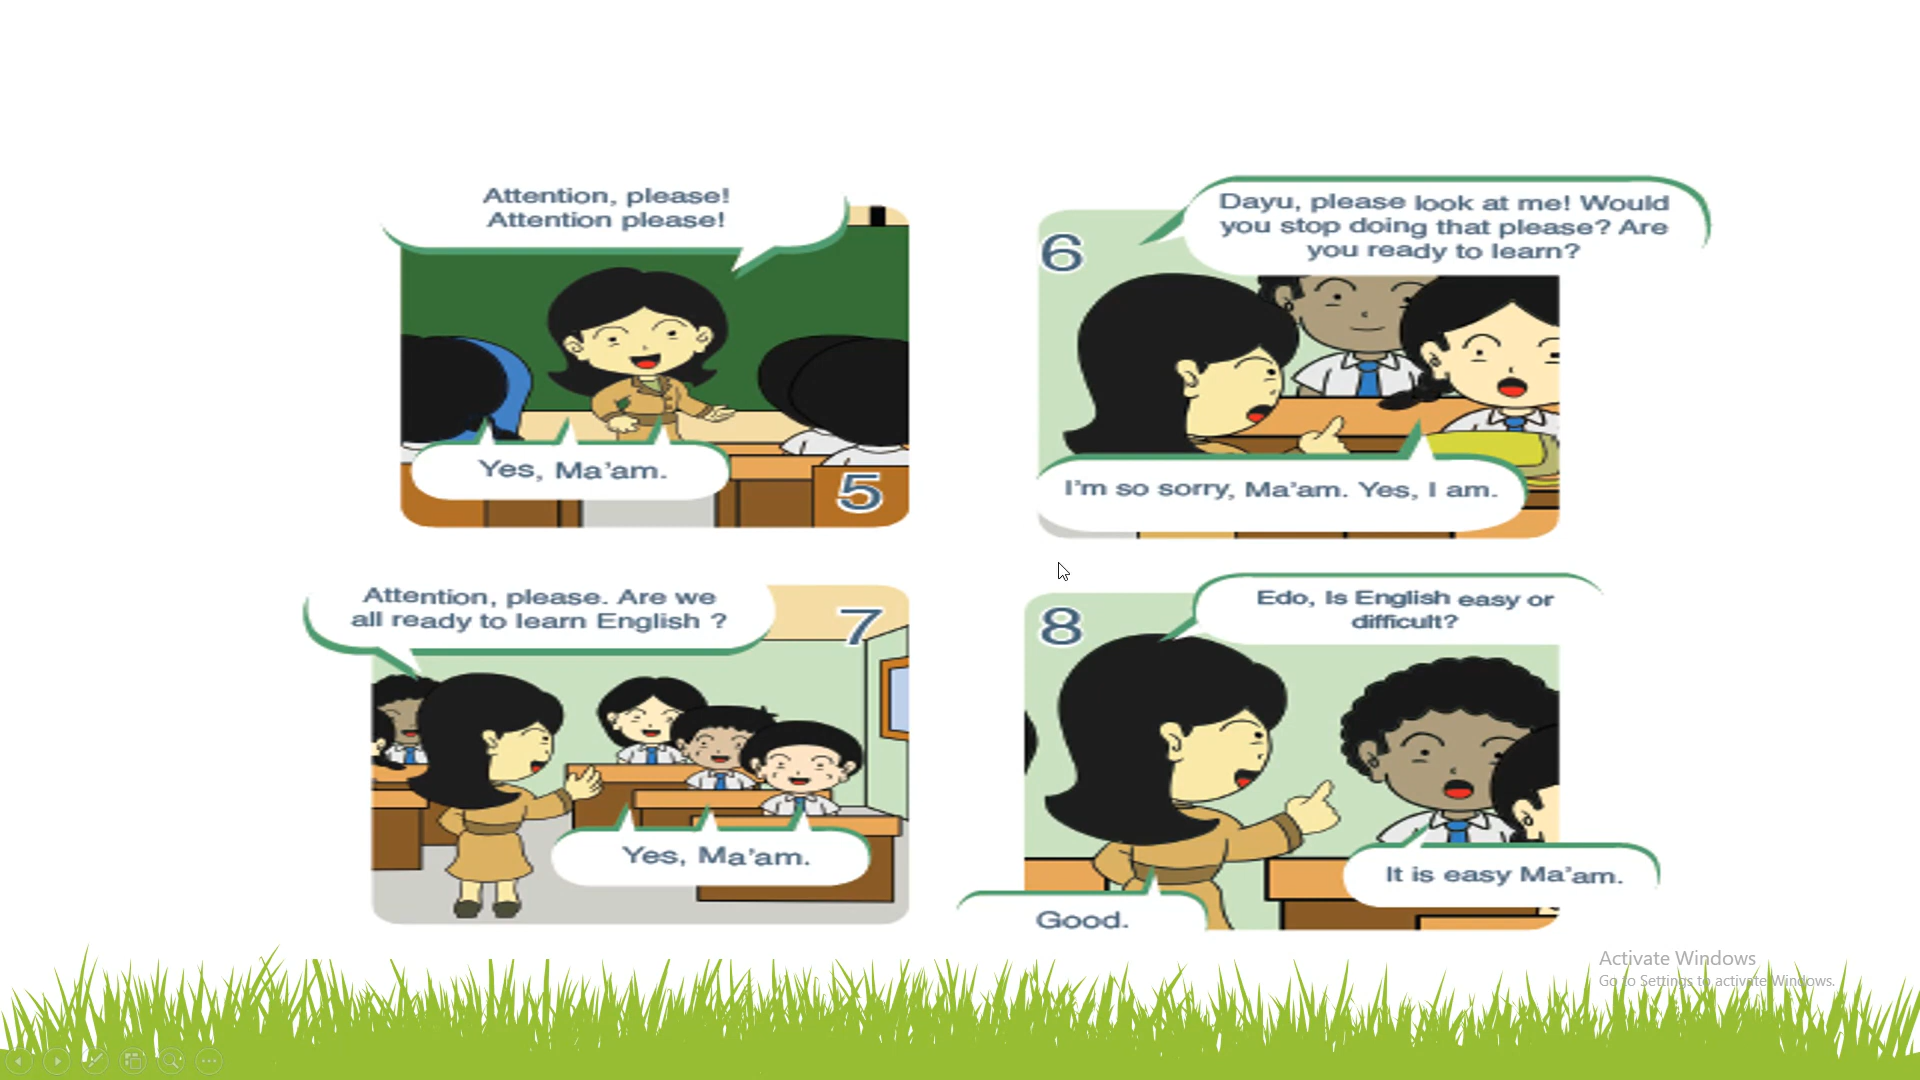 Attention, please!
Attention please!
Yes, Ma'am.
5
6
Dayu, please look at me! Would
you stop doing that please? Are
you ready to learn?
I'm so sorry, Ma'am. Yes, I am.
Attention, please. Are we
all ready to learn English ?
7
Yes, Ma'am.
8
Edo, Is English easy or
difficult?
It is easy Ma'am.
Good.
Activate Windows
Go to Settings to activate Windows.